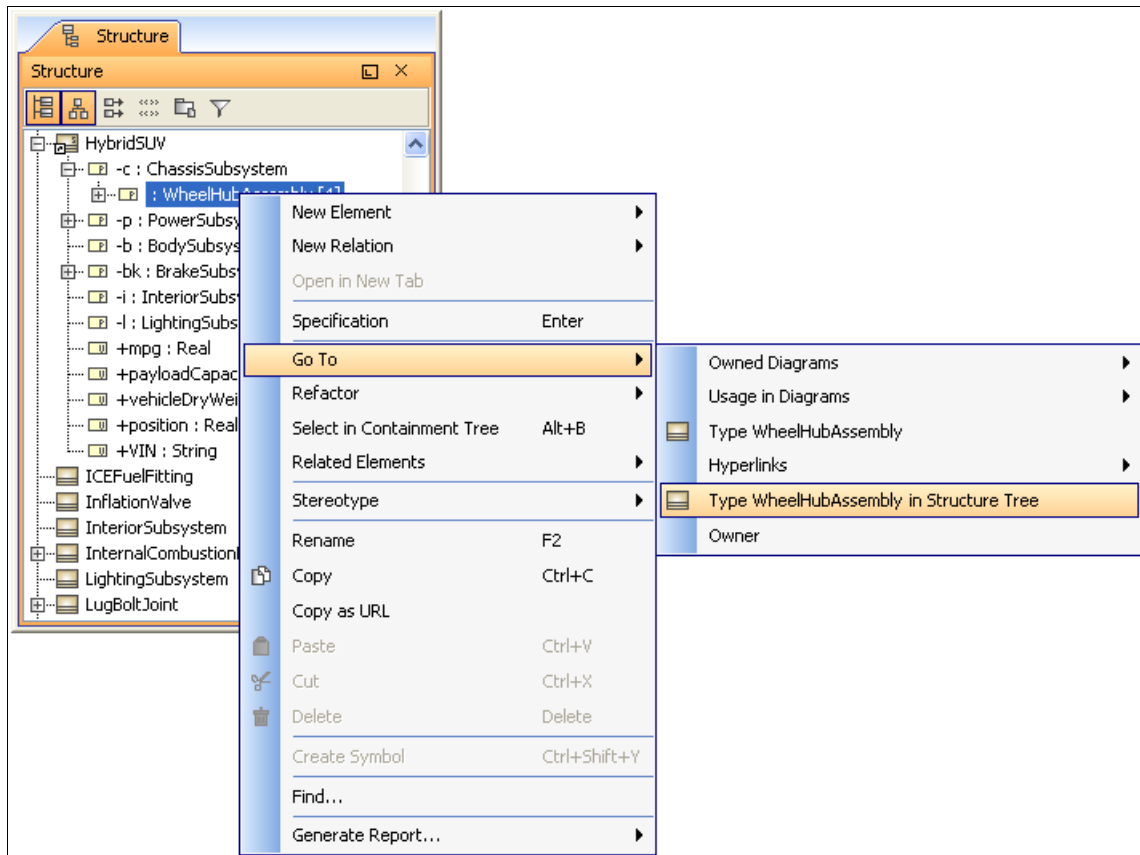 Structure
Structure
HybridSUV
-c : ChassisSubsystem
: WheelHubAssembly [4]
-p : PowerSubsy
-b : BodySubsys
-bk : BrakeSubs
-i : InteriorSubs
-l : LightingSubs
+mpg : Real
+payloadCapac
+vehicleDryWei
+position : Real
+VIN : String
ICEFuelFitting
InflationValve
InteriorSubsystem
InternalCombustion
LightingSubsystem
LugBoltJoint
New Element
New Relation
Open in New Tab
Specification Enter
Go To
Refactor
Select in Containment Tree Alt+B
Related Elements
Stereotype
Rename F2
Copy Ctrl+C
Copy as URL
Paste Ctrl+V
Cut Ctrl+X
Delete Delete
Create Symbol Ctrl+Shift+Y
Find...
Generate Report...
Owned Diagrams
Usage in Diagrams
Type WheelHubAssembly
Hyperlinks
Type WheelHubAssembly in Structure Tree
Owner